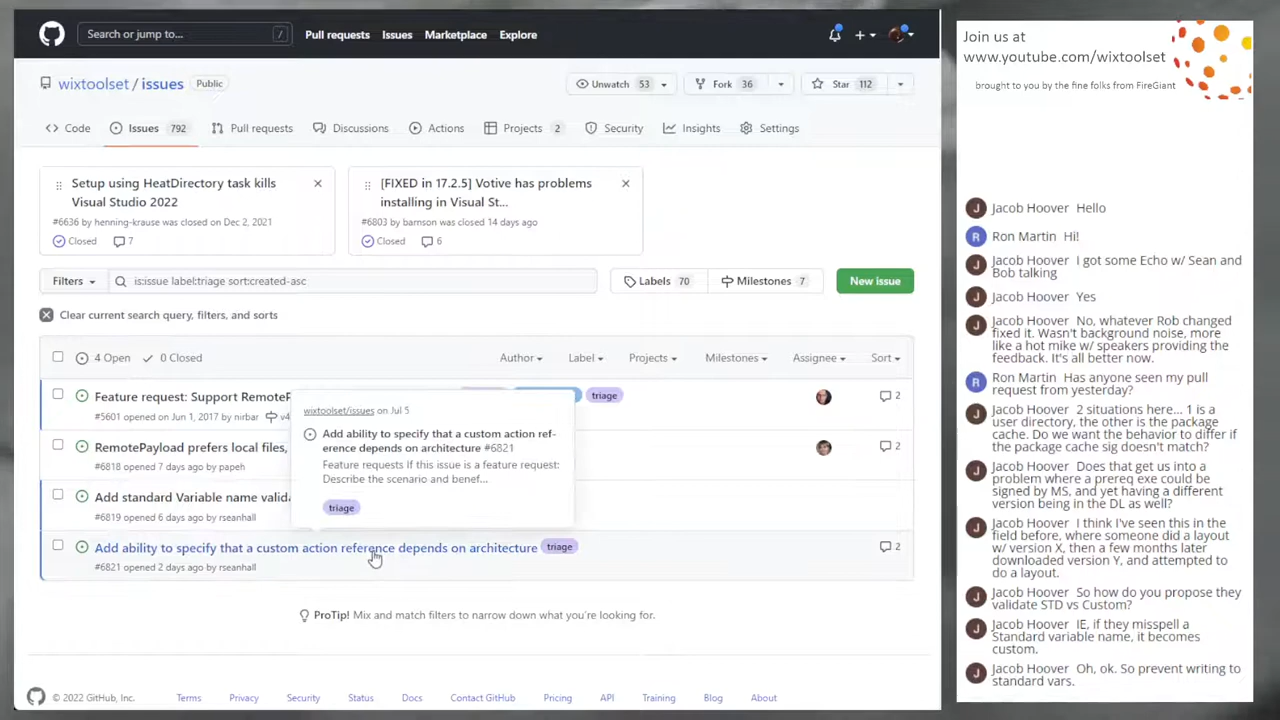 Search or jump to...
/
Pull requests
Issues
Marketplace
Explore
wixtoolset / issues
Public
Unwatch 53
Fork 36
Star 112
Code
Issues 792
Pull requests
Discussions
Actions
Projects 2
Security
Insights
Settings
Setup using HeatDirectory task kills
Visual Studio 2022
#6636 by henning-krause was closed on Dec 2, 2021
Closed 7
[FIXED in 17.2.5] Votive has problems
installing in Visual St...
#6803 by barnson was closed 14 days ago
Closed 6
Filters
is:issue label:triage sort:created-asc
Labels 70
Milestones 7
New issue
Clear current search query, filters, and sorts
4 Open
0 Closed
Author
Label
Projects
Milestones
Assignee
Sort
Feature request: Support RemoteP
triage
2
#5601 opened on Jun 1, 2017 by nirbar
v4
RemotePayload prefers local files,
2
#6818 opened 7 days ago by papeh
Add standard Variable name valida
#6819 opened 6 days ago by rseanhall
wixtoolset/issues on Jul 5
Add ability to specify that a custom action ref-
erence depends on architecture #6821
Feature requests If this issue is a feature request:
Describe the scenario and benef...
triage
Add ability to specify that a custom action reference depends on architecture
triage
2
#6821 opened 2 days ago by rseanhall
ProTip! Mix and match filters to narrow down what you're looking for.
© 2022 GitHub, Inc.
Terms
Privacy
Security
Status
Docs
Contact GitHub
Pricing
API
Training
Blog
About
Join us at
www.youtube.com/wixtoolset
brought to you by the fine folks from FireGiant
J Jacob Hoover Hello
R Ron Martin Hi!
J Jacob Hoover I got some Echo w/ Sean and
Bob talking
J Jacob Hoover Yes
J Jacob Hoover No, whatever Rob changed
fixed it. Wasn't background noise, more
like a hot mike w/ speakers providing the
feedback. It's all better now.
R Ron Martin Has anyone seen my pull
request from yesterday?
J Jacob Hoover 2 situations here... 1 is a
user directory, the other is the package
cache. Do we want the behavior to differ if
the package cache sig doesn't match?
J Jacob Hoover Does that get us into a
problem where a prereq exe could be
signed by MS, and yet having a different
version being in the DL as well?
J Jacob Hoover I think I've seen this in the
field before, where someone did a layout
w/ version X, then a few months later
downloaded version Y, and attempted to
do a layout.
J Jacob Hoover So how do you propose they
validate STD vs Custom?
J Jacob Hoover IE, if they misspell a
Standard variable name, it becomes
custom.
J Jacob Hoover Oh, ok. So prevent writing to
standard vars.